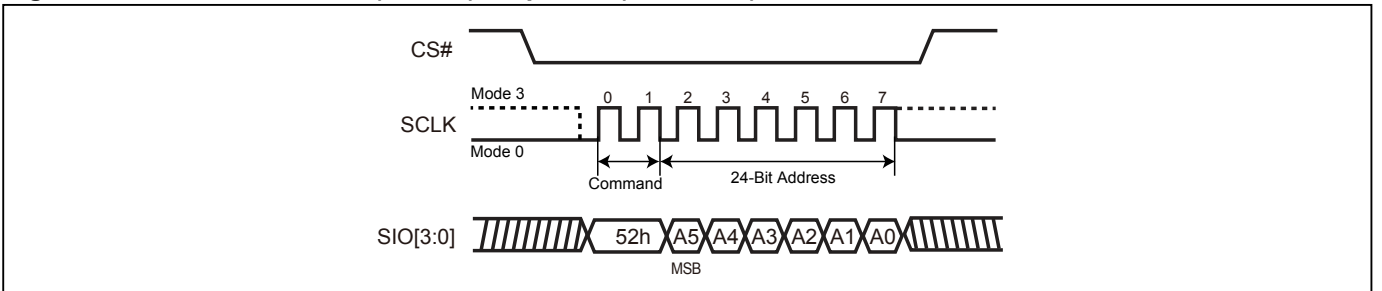 CS#
Mode 3
0 1 2 3 4 5 6 7
SCLK
Mode 0
Command
24-Bit Address
SIO[3:0]
52h A5 A4 A3 A2 A1 A0
MSB